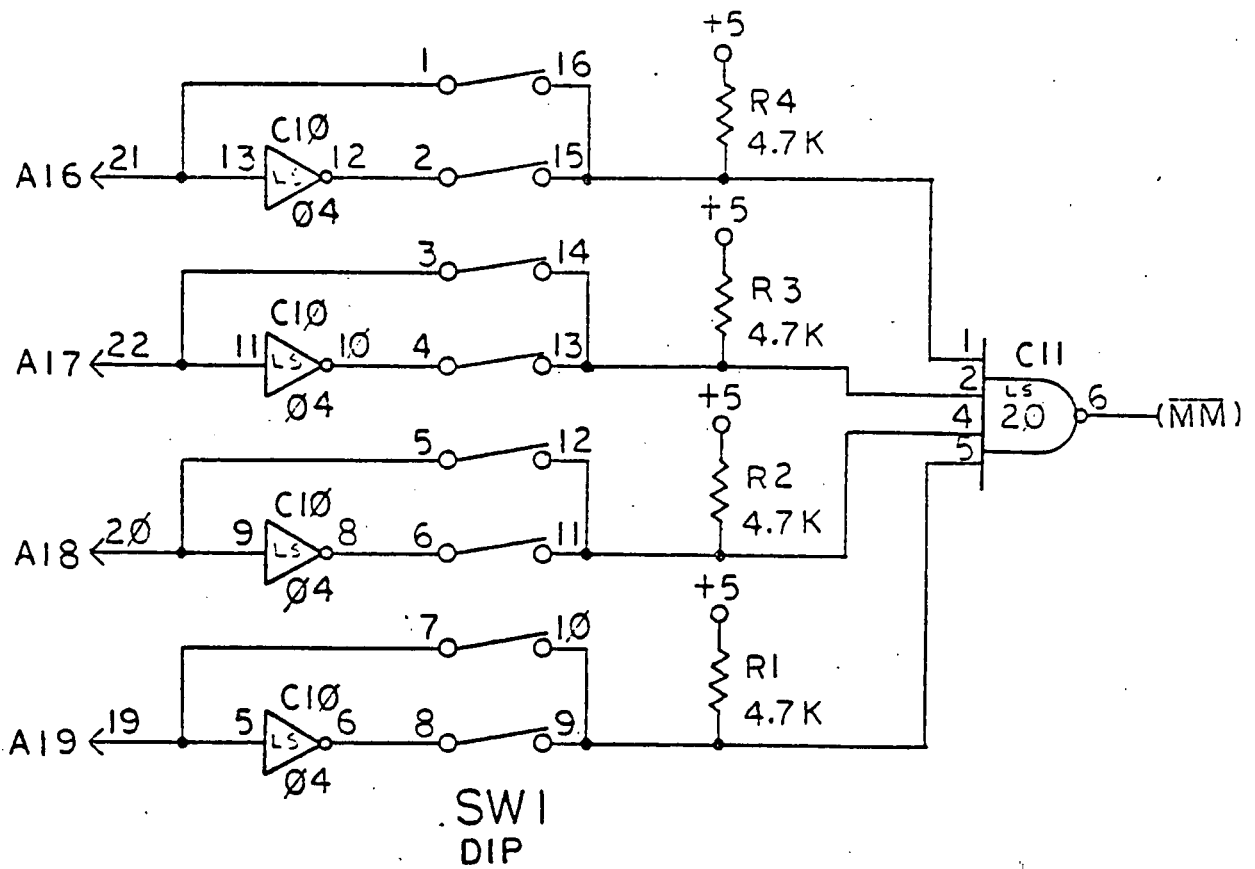 +5
1 16
R4
4.7K
C1Ø
A16 21 13 LS 12 2 15
Ø4
+5
3 14
R3
4.7K
C1Ø
A17 22 11 LS 1Ø 4 13
Ø4
1
2
4
5
C11
LS
2Ø
6 (M̅M̅)
+5
5 12
R2
4.7K
C1Ø
A18 2Ø 9 LS 8 6 11
Ø4
+5
7 1Ø
R1
4.7K
C1Ø
A19 19 5 LS 6 8 9
Ø4
SW1
DIP